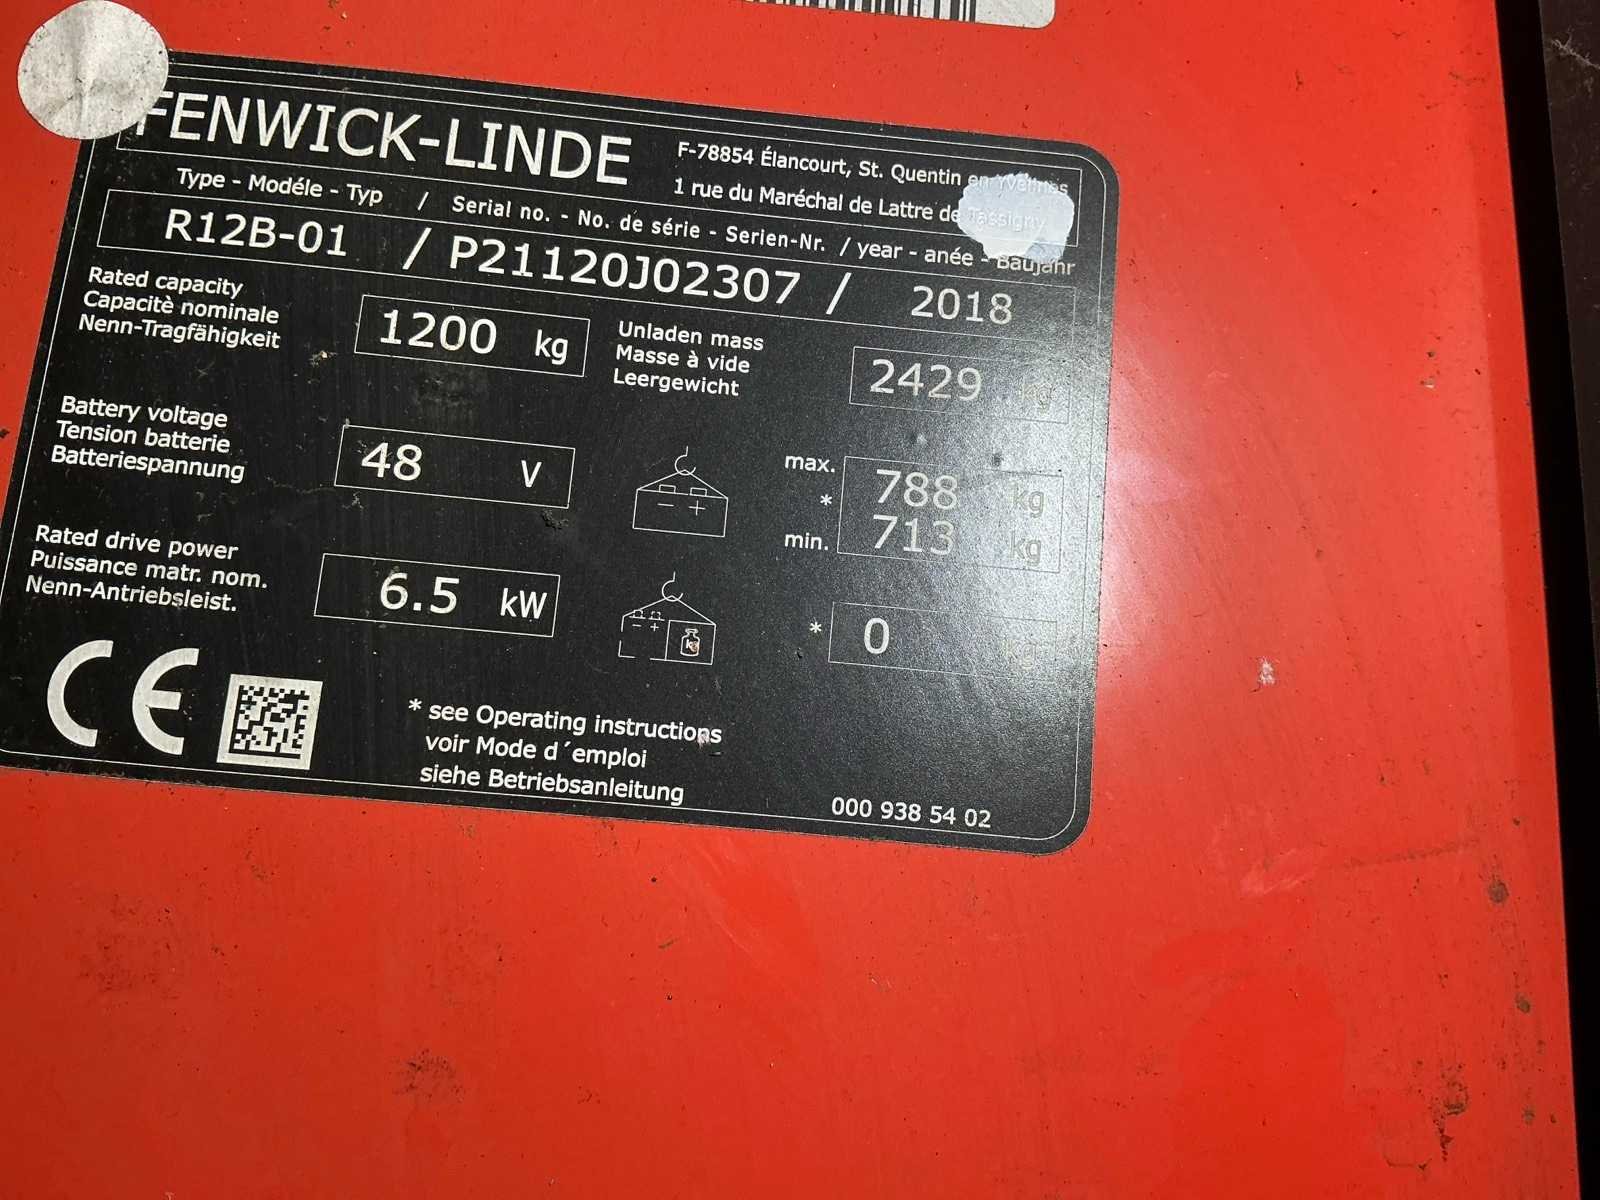 FENWICK-LINDE
F-78854 Élancourt, St. Quentin en Yvelines
1 rue du Maréchal de Lattre de Tassigny
Type - Modéle - Typ / Serial no. - No. de série - Serien-Nr. / year - anée - Baujahr
R12B-01 / P21120J02307 / 2018
Rated capacity
Capacitè nominale
Nenn-Tragfähigkeit
1200 kg
Unladen mass
Masse à vide
Leergewicht
2429 kg
Battery voltage
Tension batterie
Batteriespannung
48 V
max. 788 kg
*
min. 713 kg
Rated drive power
Puissance matr. nom.
Nenn-Antriebsleist.
6.5 kW
* 0 kg
CE
* see Operating instructions
voir Mode d´emploi
siehe Betriebsanleitung
000 938 54 02